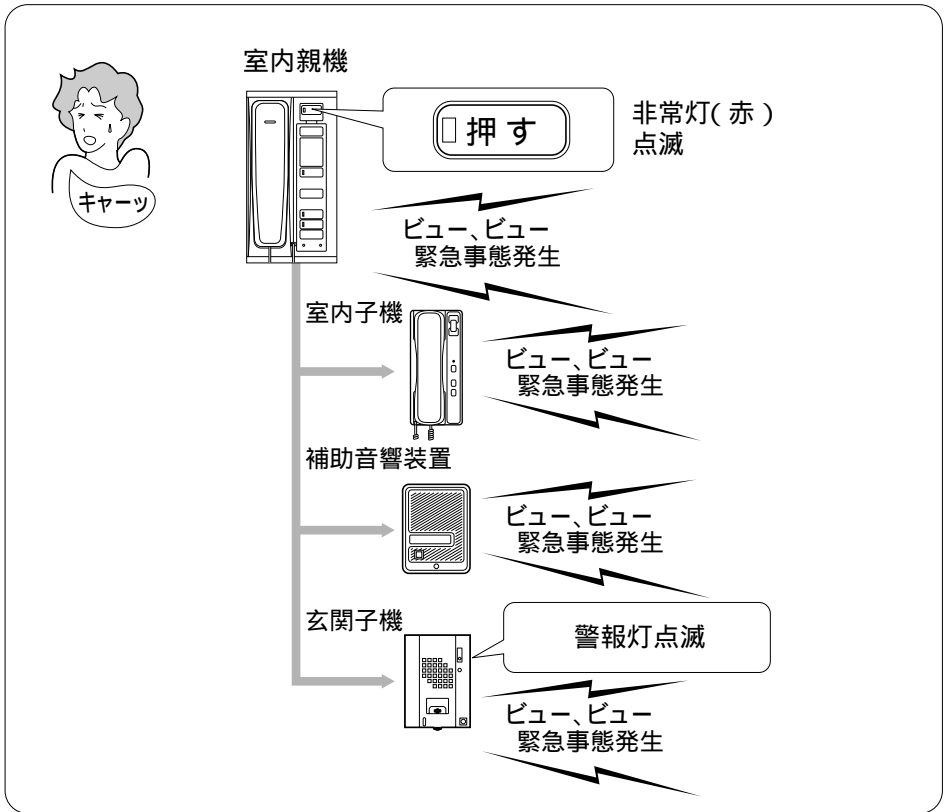 室内親機
押す
非常灯(赤)
点滅
キャーッ
ビュー、ビュー
緊急事態発生
室内子機
ビュー、ビュー
緊急事態発生
補助音響装置
ビュー、ビュー
緊急事態発生
玄関子機
警報灯点滅
ビュー、ビュー
緊急事態発生